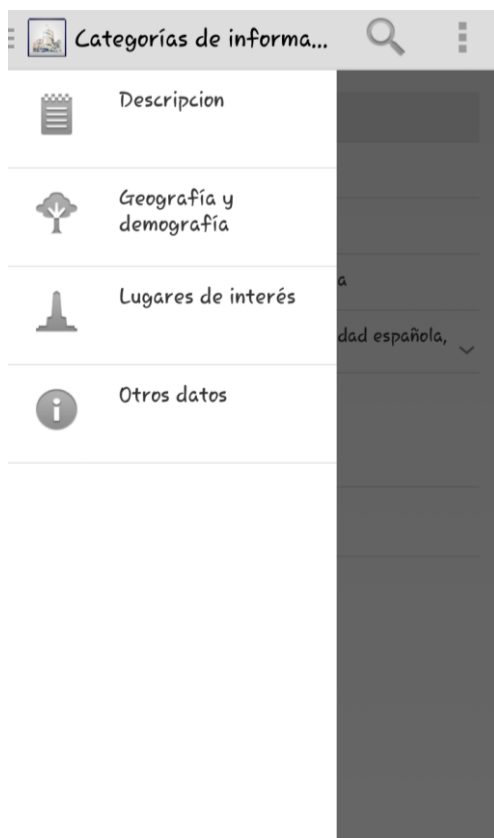 Categorías de informa...
Descripcion
Geografía y
demografía
Lugares de interés
a
dad española,
Otros datos